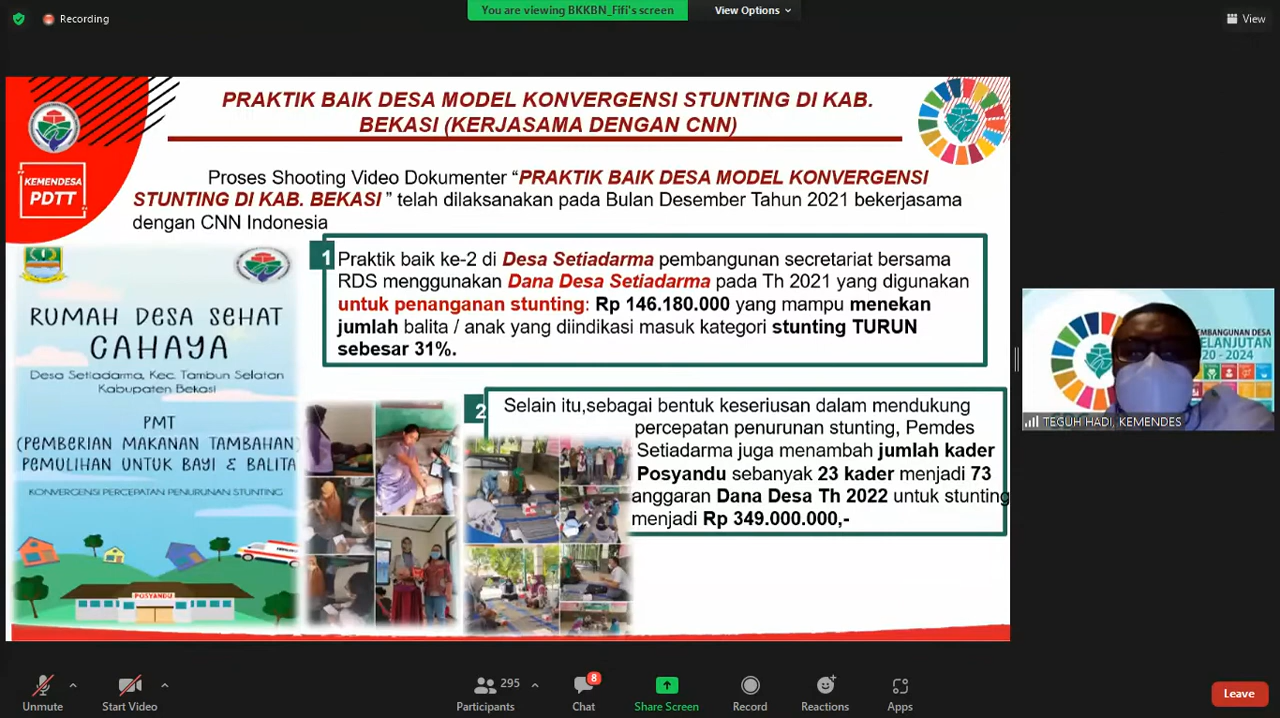 Recording
You are viewing BKKBN_Fifi's screen
View Options
View
PRAKTIK BAIK DESA MODEL KONVERGENSI STUNTING DI KAB.
BEKASI (KERJASAMA DENGAN CNN)
KEMENDESA
PDTT
Proses Shooting Video Dokumenter “PRAKTIK BAIK DESA MODEL KONVERGENSI
STUNTING DI KAB. BEKASI ” telah dilaksanakan pada Bulan Desember Tahun 2021 bekerjasama
dengan CNN Indonesia
RUMAH DESA SEHAT
CAHAYA
Desa Setiadarma, Kec. Tambun Selatan
Kabupaten Bekasi
PMT
(PEMBERIAN MAKANAN TAMBAHAN)
PEMULIHAN UNTUK BAYI & BALITA
KONVERGENSI PERCEPATAN PENURUNAN STUNTING
POSYANDU
1
Praktik baik ke-2 di Desa Setiadarma pembangunan secretariat bersama
RDS menggunakan Dana Desa Setiadarma pada Th 2021 yang digunakan
untuk penanganan stunting: Rp 146.180.000 yang mampu menekan
jumlah balita / anak yang diindikasi masuk kategori stunting TURUN
sebesar 31%.
2
Selain itu,sebagai bentuk keseriusan dalam mendukung
percepatan penurunan stunting, Pemdes
Setiadarma juga menambah jumlah kader
Posyandu sebanyak 23 kader menjadi 73
anggaran Dana Desa Th 2022 untuk stunting
menjadi Rp 349.000.000,-
EMBANGUNAN DESA
ELANJUTAN
20 - 2024
TEGUH HADI, KEMENDES
Unmute
Start Video
295
Participants
8
Chat
Share Screen
Record
Reactions
Apps
Leave